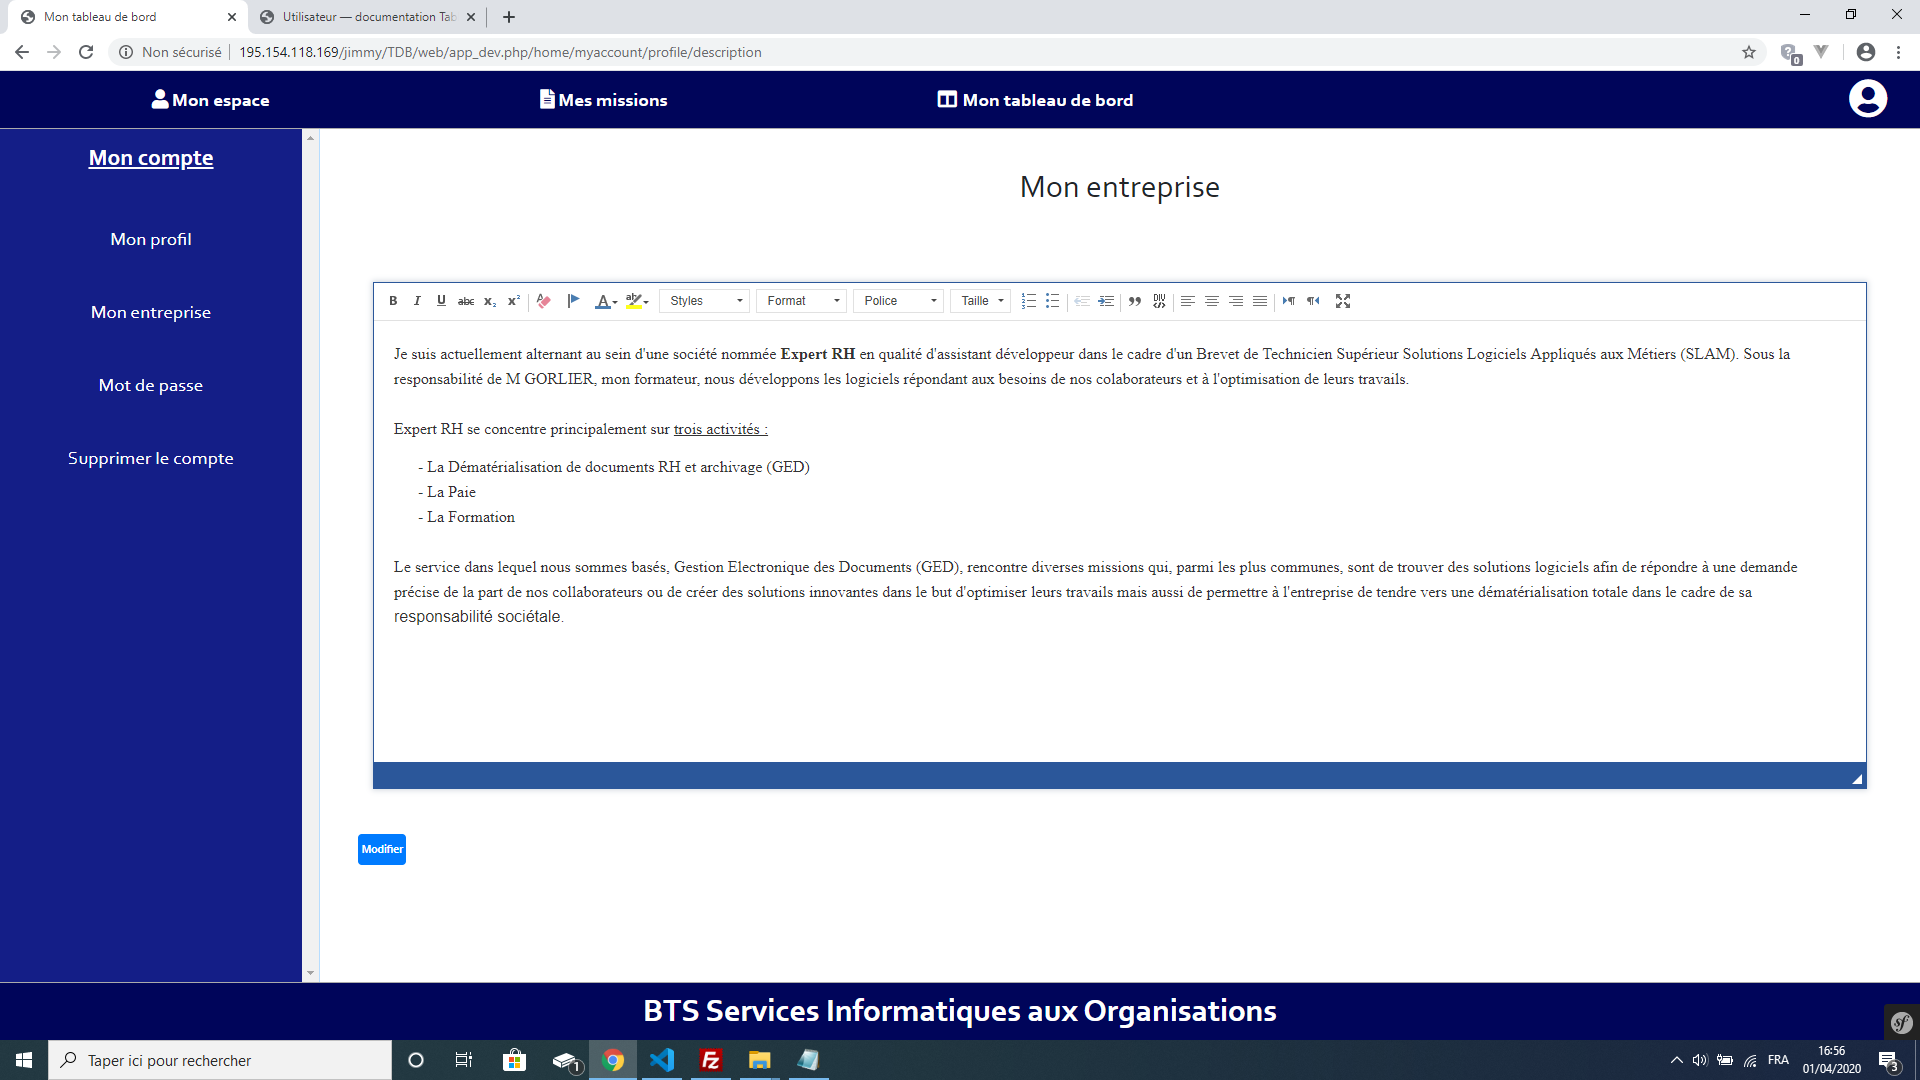 Mon tableau de bord
Utilisateur — documentation Tab
Non sécurisé
195.154.118.169/jimmy/TDB/web/app_dev.php/home/myaccount/profile/description
0
Mon espace
Mes missions
Mon tableau de bord
Mon compte
Mon profil
Mon entreprise
Mot de passe
Supprimer le compte
Mon entreprise
B I U abc x₂ x² A ab Styles Format Police Taille DIV
Je suis actuellement alternant au sein d'une société nommée Expert RH en qualité d'assistant développeur dans le cadre d'un Brevet de Technicien Supérieur Solutions Logiciels Appliqués aux Métiers (SLAM). Sous la
responsabilité de M GORLIER, mon formateur, nous développons les logiciels répondant aux besoins de nos colaborateurs et à l'optimisation de leurs travails.
Expert RH se concentre principalement sur trois activités :
- La Dématérialisation de documents RH et archivage (GED)
- La Paie
- La Formation
Le service dans lequel nous sommes basés, Gestion Electronique des Documents (GED), rencontre diverses missions qui, parmi les plus communes, sont de trouver des solutions logiciels afin de répondre à une demande
précise de la part de nos collaborateurs ou de créer des solutions innovantes dans le but d'optimiser leurs travails mais aussi de permettre à l'entreprise de tendre vers une dématérialisation totale dans le cadre de sa
responsabilité sociétale.
Modifier
BTS Services Informatiques aux Organisations
sf
Taper ici pour rechercher
1
FZ
FRA
16:56
01/04/2020
3